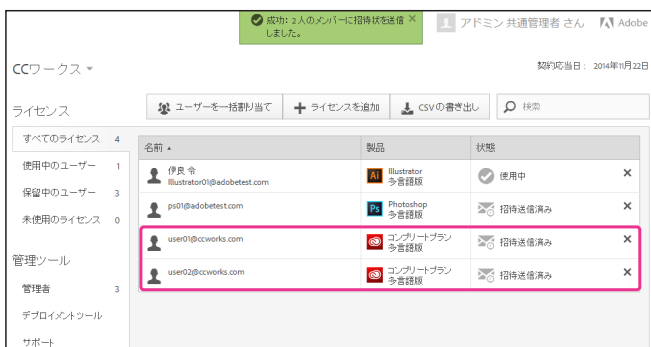 成功: 2人のメンバーに招待状を送信しました。
アドミン 共通管理者 さん
Adobe
CCワークス
契約応当日： 2014年11月22日
ライセンス
ユーザーを一括割り当て
ライセンスを追加
CSVの書き出し
検索
すべてのライセンス 4
使用中のユーザー 1
保留中のユーザー 3
未使用のライセンス 0
管理ツール
管理者 3
デプロイメントツール
サポート
名前 製品 状態
伊良 令
Illustrator01@adobetest.com
Ai Illustrator
多言語版
使用中
ps01@adobetest.com
Ps Photoshop
多言語版
招待送信済み
user01@ccworks.com
コンプリートプラン
多言語版
招待送信済み
user02@ccworks.com
コンプリートプラン
多言語版
招待送信済み